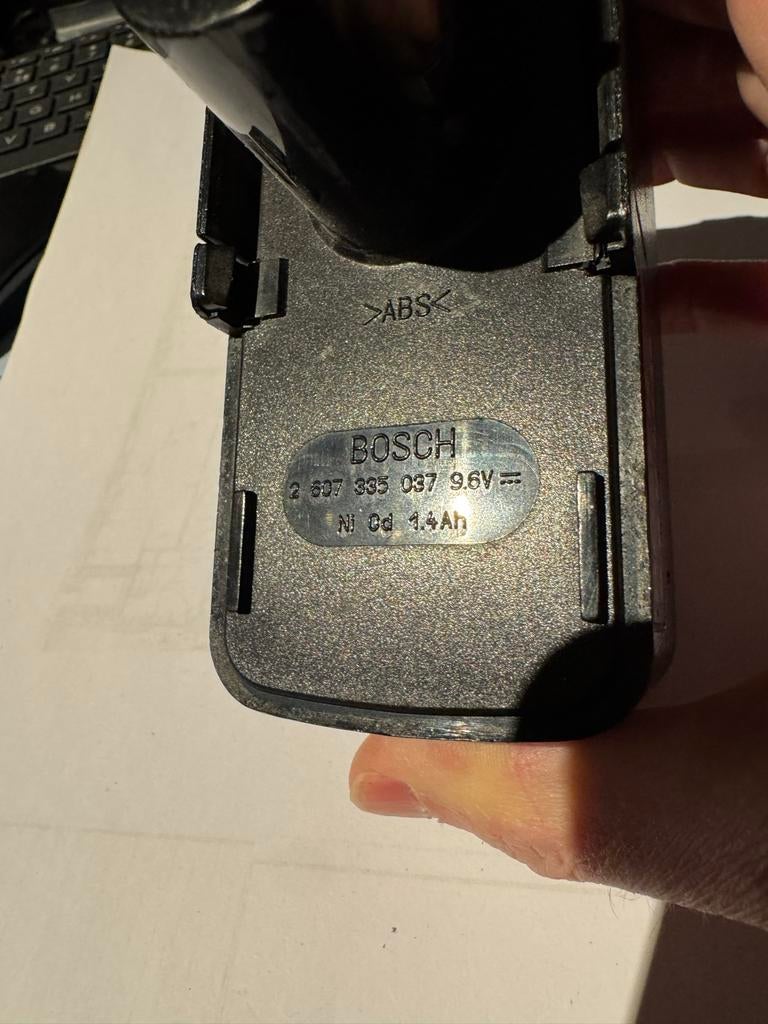 >ABS<
BOSCH
2 607 335 037 9.6V ⎓
Ni Cd 1.4Ah